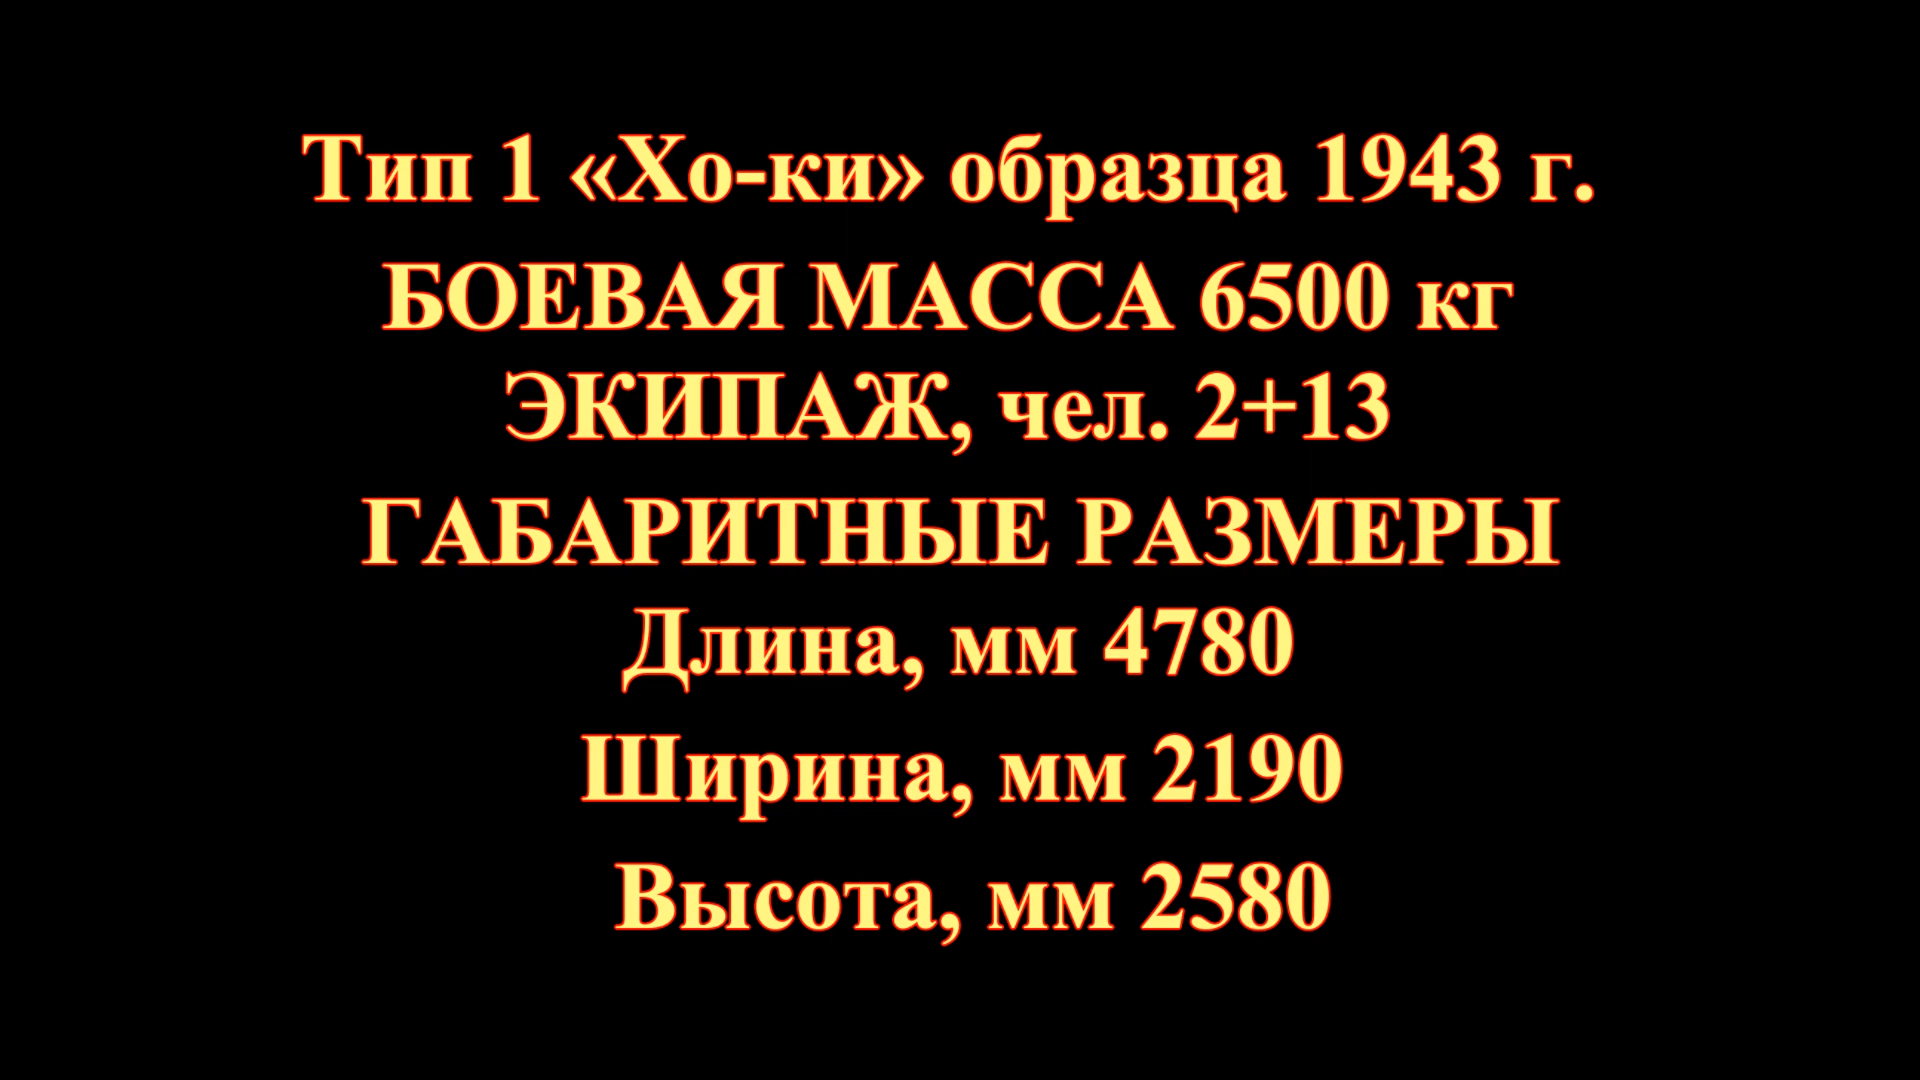 Тип 1 «Хо-ки» образца 1943 г.
БОЕВАЯ МАССА 6500 кг
ЭКИПАЖ, чел. 2+13
ГАБАРИТНЫЕ РАЗМЕРЫ
Длина, мм 4780
Ширина, мм 2190
Высота, мм 2580